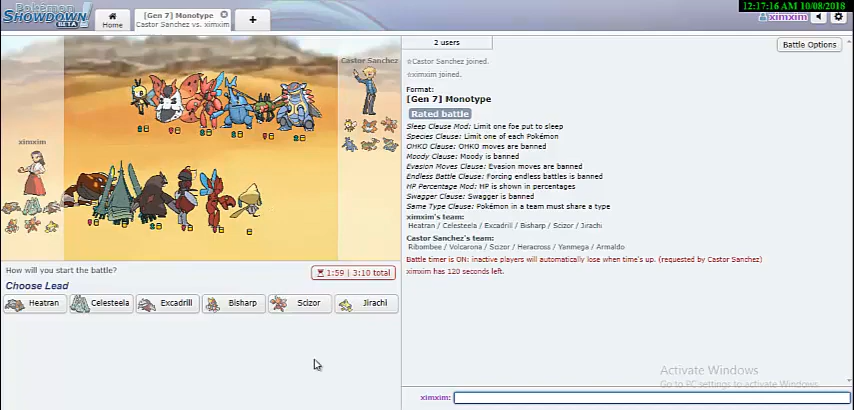 Pokémon
SHOWDOWN
BETA
Home
[Gen 7] Monotype
Castor Sanchez vs. ximxim
+
12:17:16 AM 10/08/2018
ximxim
Castor Sanchez
ximxim
How will you start the battle?
1:59 | 3:10 total
Choose Lead
Heatran
Celesteela
Excadrill
Bisharp
Scizor
Jirachi
2 users
Battle Options
☆Castor Sanchez joined.
☆ximxim joined.
Format:
[Gen 7] Monotype
Rated battle
Sleep Clause Mod: Limit one foe put to sleep
Species Clause: Limit one of each Pokémon
OHKO Clause: OHKO moves are banned
Moody Clause: Moody is banned
Evasion Moves Clause: Evasion moves are banned
Endless Battle Clause: Forcing endless battles is banned
HP Percentage Mod: HP is shown in percentages
Swagger Clause: Swagger is banned
Same Type Clause: Pokémon in a team must share a type
ximxim's team:
Heatran / Celesteela / Excadrill / Bisharp / Scizor / Jirachi
Castor Sanchez's team:
Ribombee / Volcarona / Scizor / Heracross / Yanmega / Armaldo
Battle timer is ON: inactive players will automatically lose when time's up. (requested by Castor Sanchez)
ximxim has 120 seconds left.
Activate Windows
Go to PC settings to activate Windows.
ximxim: